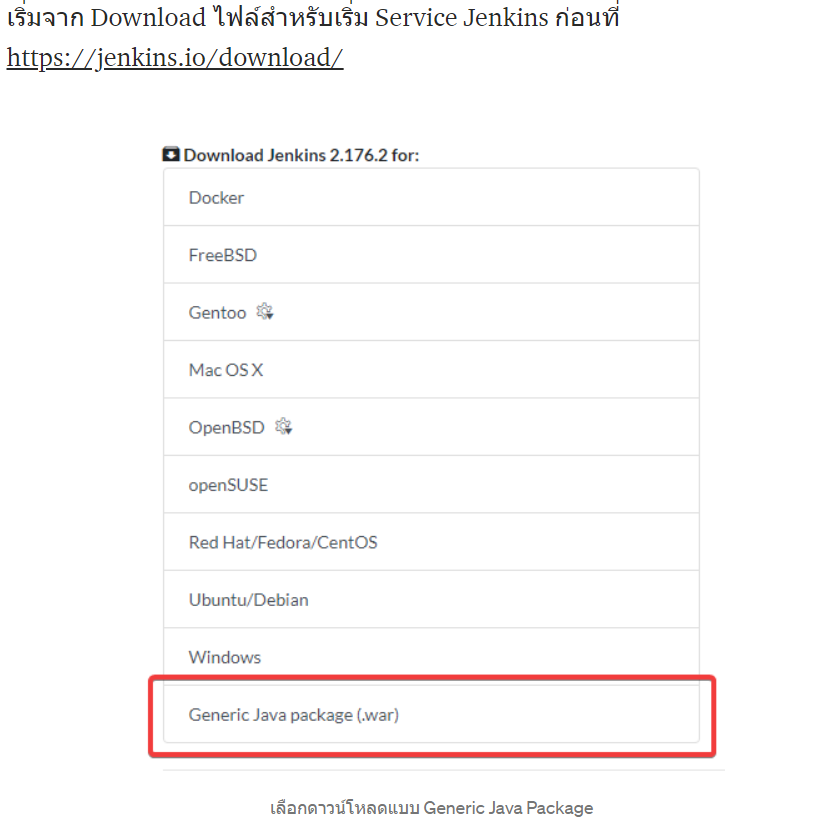 เริ่มจาก Download ไฟล์สำหรับเริ่ม Service Jenkins ก่อนที่
https://jenkins.io/download/
Download Jenkins 2.176.2 for:
Docker
FreeBSD
Gentoo
Mac OS X
OpenBSD
openSUSE
Red Hat/Fedora/CentOS
Ubuntu/Debian
Windows
Generic Java package (.war)
เลือกดาวน์โหลดแบบ Generic Java Package